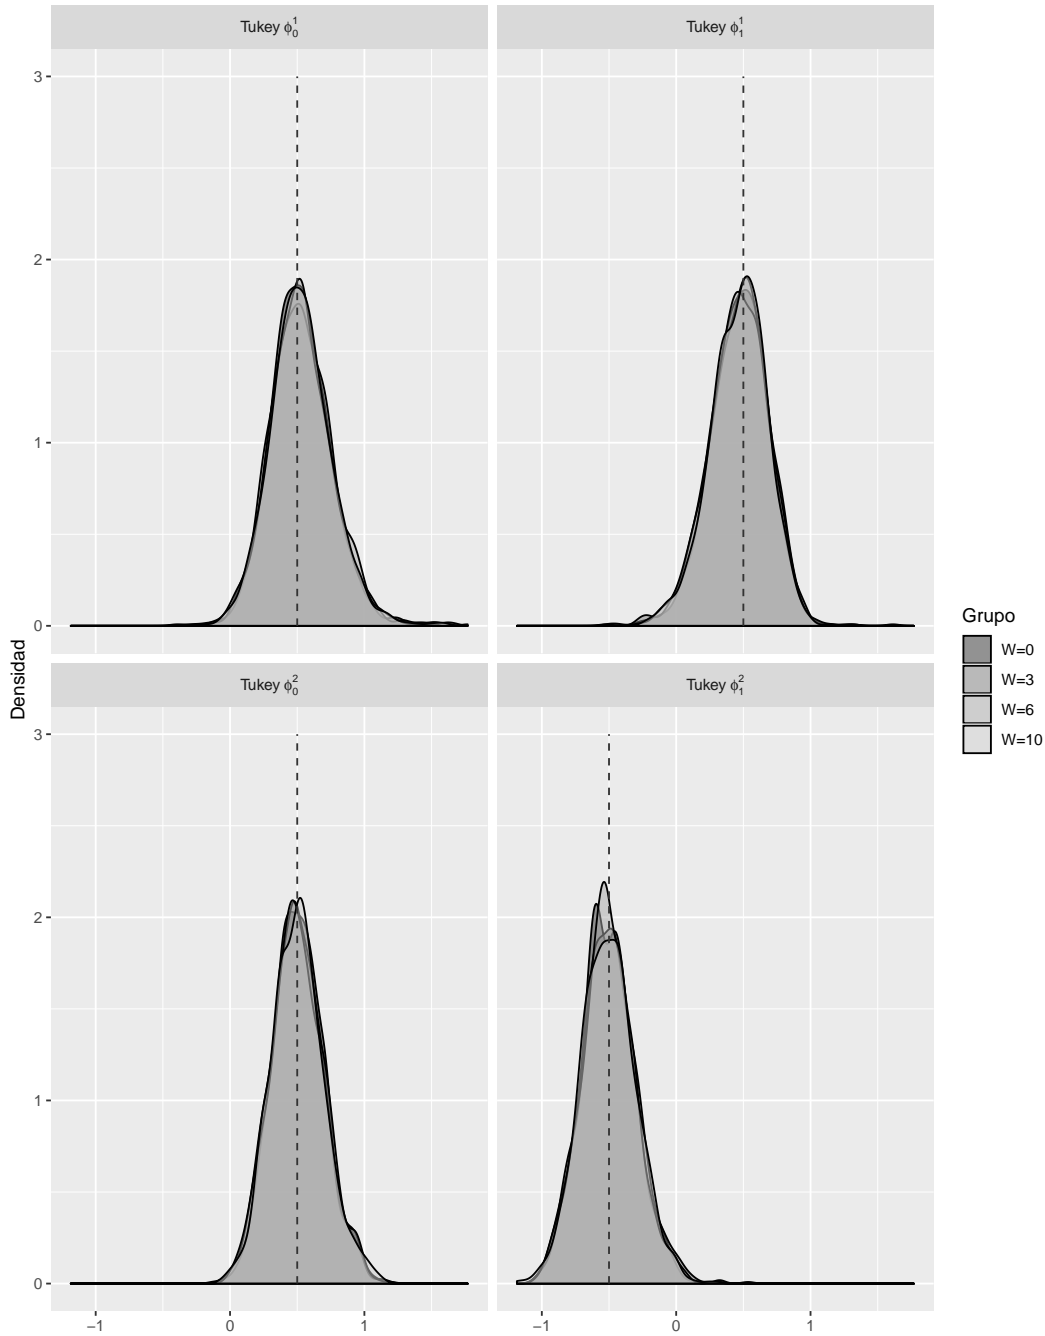 Tukey ϕ₀¹ Tukey ϕ₁¹
3
2
1
0
Densidad
Tukey ϕ₀² Tukey ϕ₁²
3
2
1
0
−1 0 1 −1 0 1
Grupo
W=0
W=3
W=6
W=10